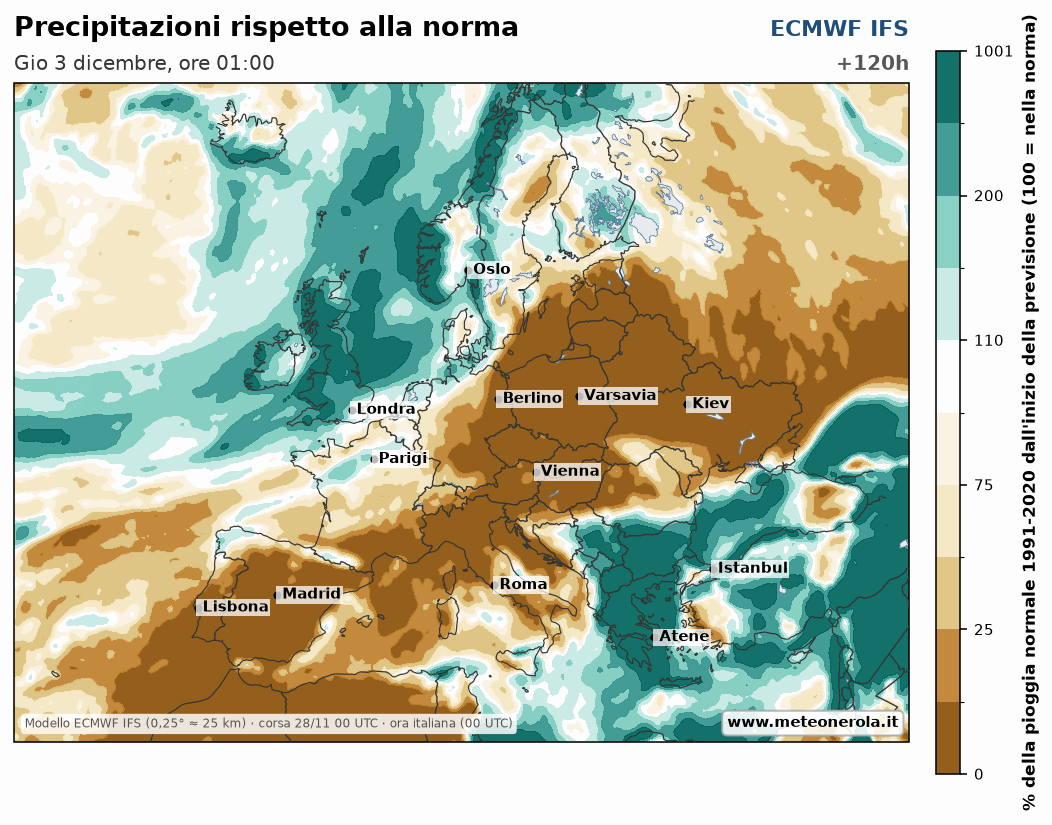 Precipitazioni rispetto alla norma
ECMWF IFS
Gio 3 dicembre, ore 01:00
+120h
Oslo
Londra
Berlino
Varsavia
Kiev
Parigi
Vienna
Istanbul
Roma
Madrid
Lisbona
Atene
Modello ECMWF IFS (0,25° ≈ 25 km) · corsa 28/11 00 UTC · ora italiana (00 UTC)
www.meteonerola.it
1001
200
110
75
25
0
% della pioggia normale 1991-2020 dall'inizio della previsione (100 = nella norma)